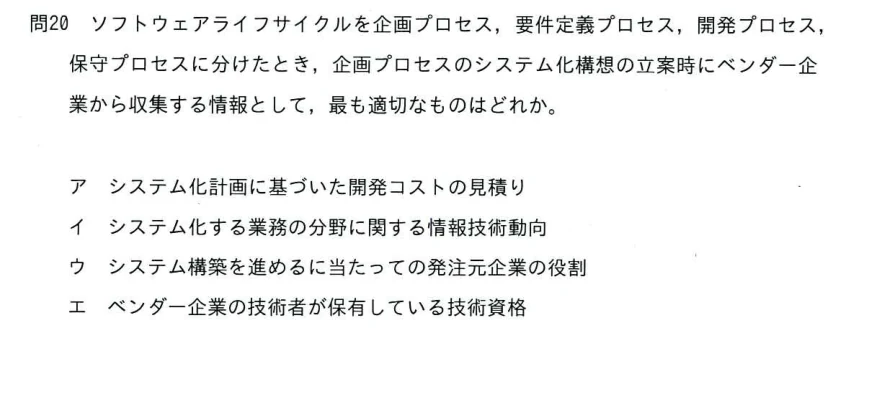 問20 ソフトウェアライフサイクルを企画プロセス，要件定義プロセス，開発プロセス，
保守プロセスに分けたとき，企画プロセスのシステム化構想の立案時にベンダー企
業から収集する情報として，最も適切なものはどれか。
ア システム化計画に基づいた開発コストの見積り
イ システム化する業務の分野に関する情報技術動向
ウ システム構築を進めるに当たっての発注元企業の役割
エ ベンダー企業の技術者が保有している技術資格